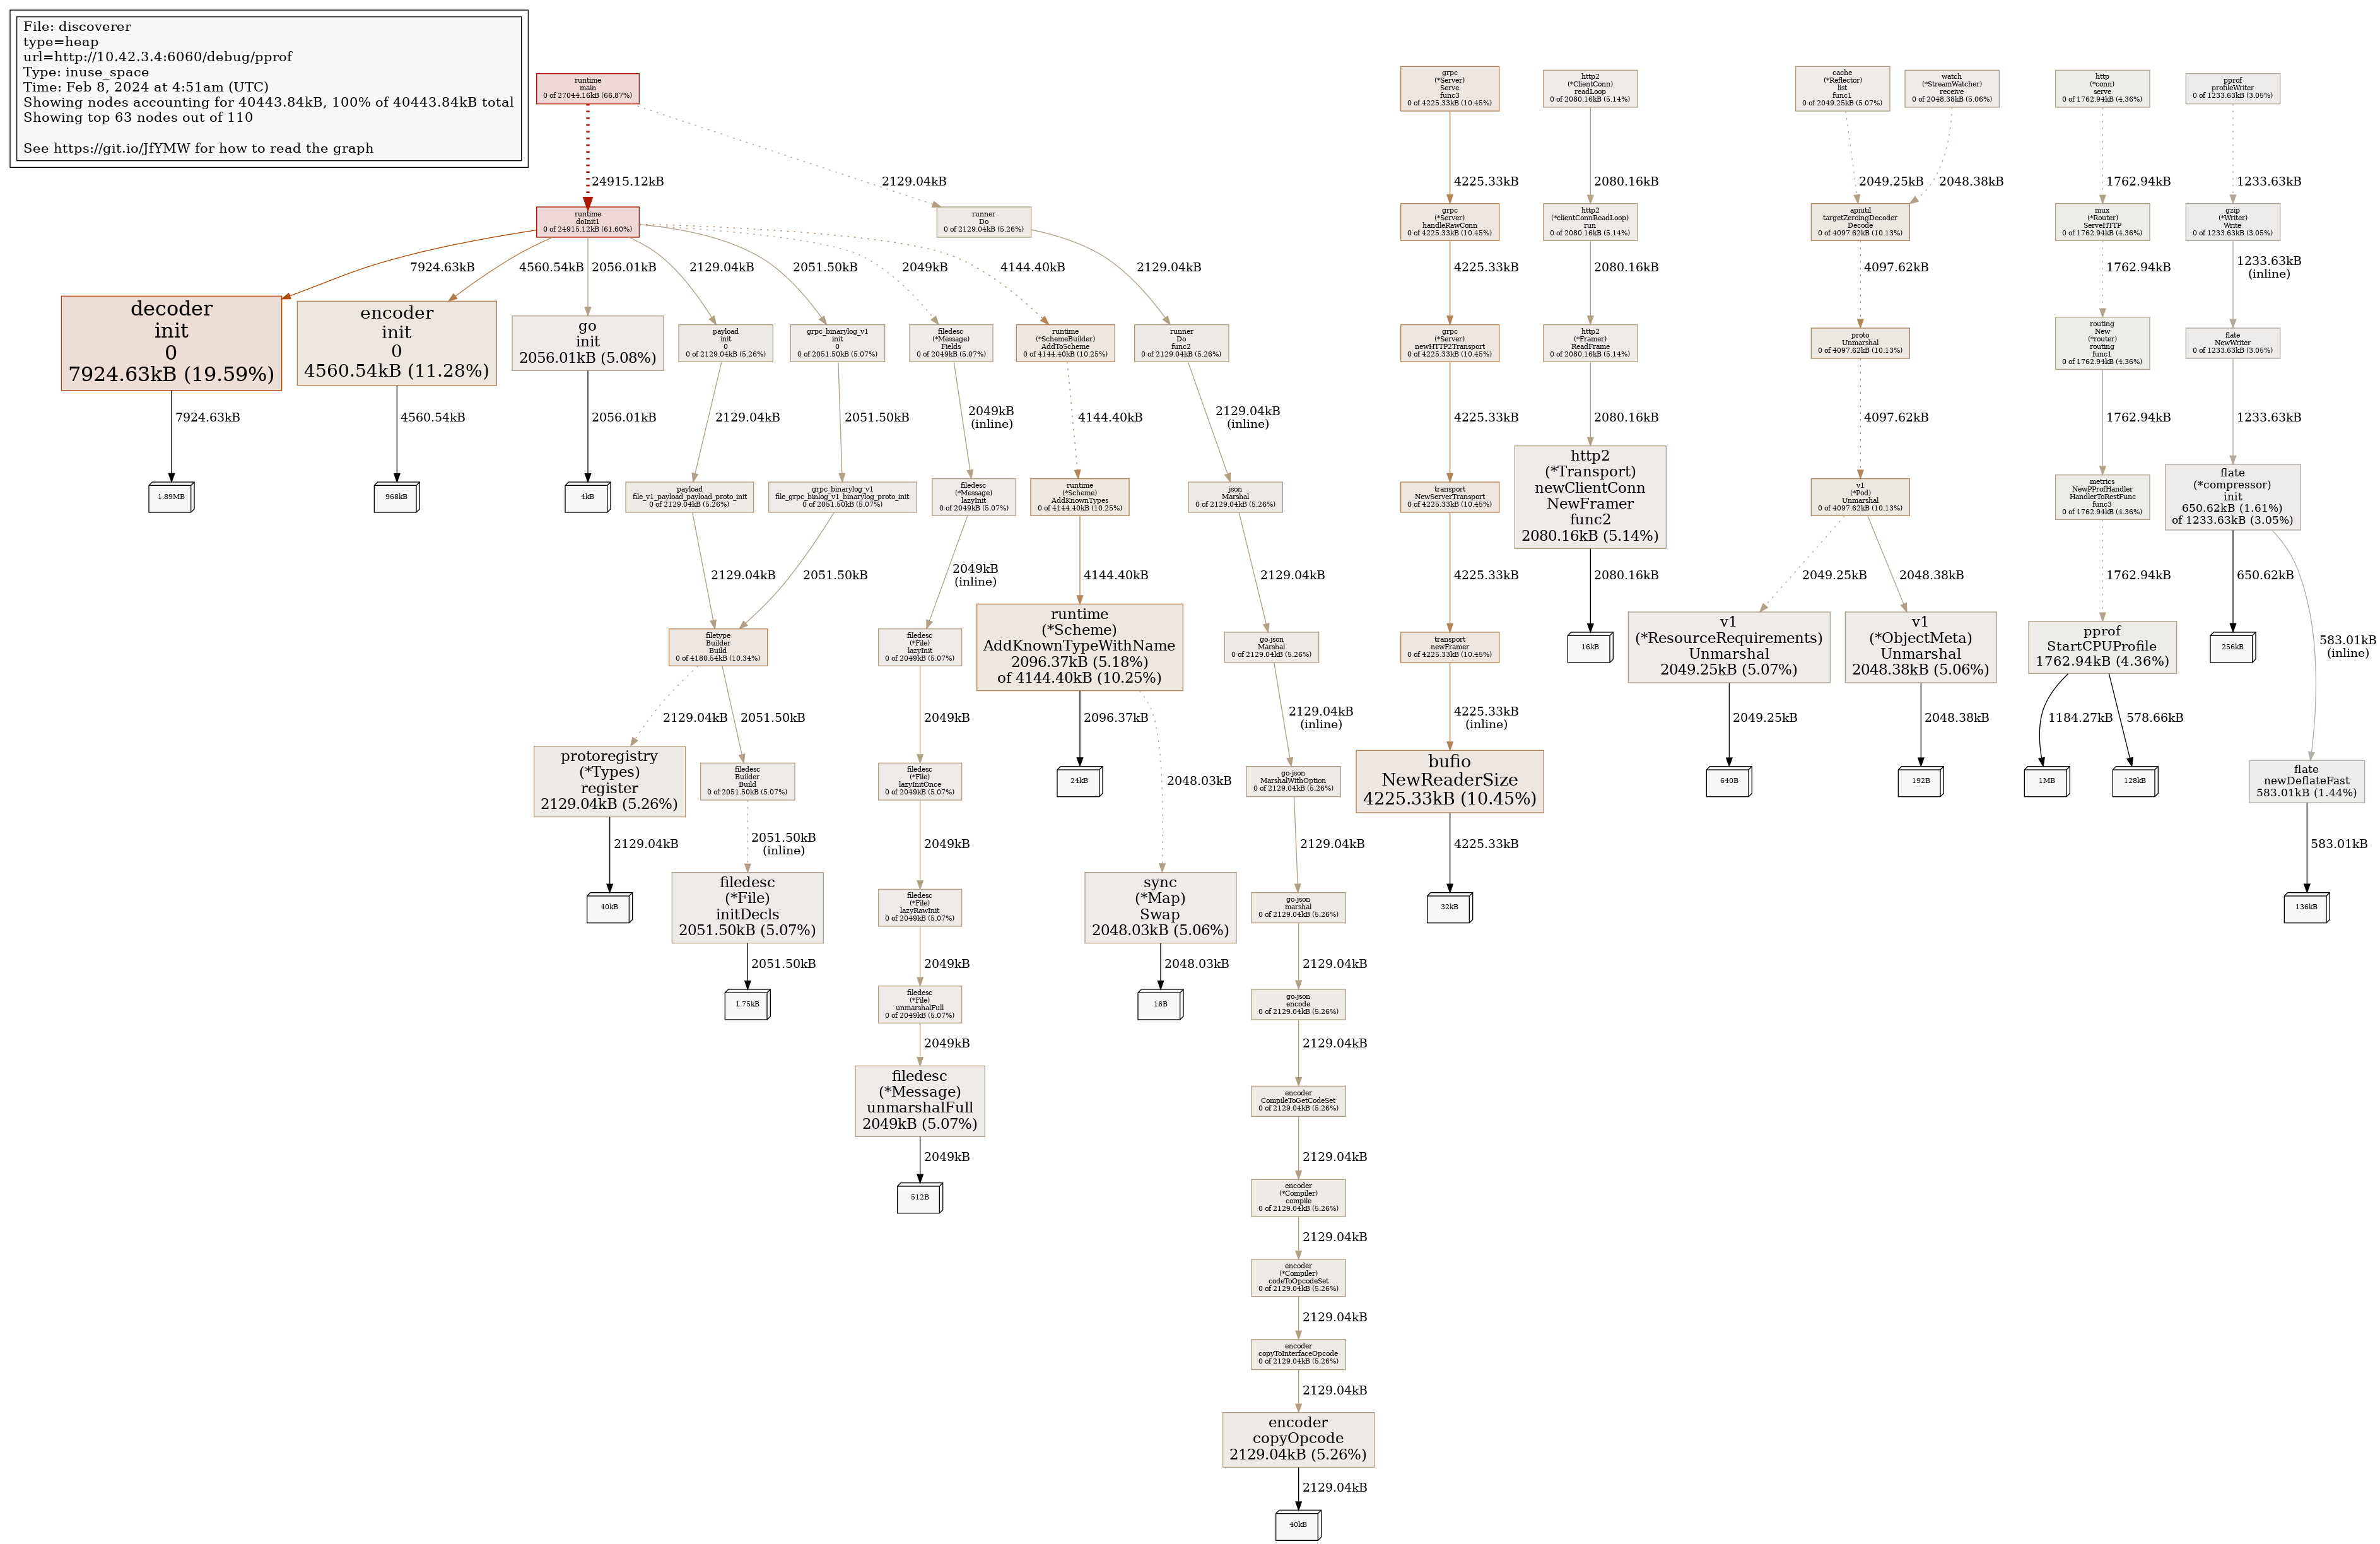 File: discoverer
type=heap
url=http://10.42.3.4:6060/debug/pprof
Type: inuse_space
Time: Feb 8, 2024 at 4:51am (UTC)
Showing nodes accounting for 40443.84kB, 100% of 40443.84kB total
Showing top 63 nodes out of 110
See https://git.io/JfYMW for how to read the graph
runtime
main
0 of 27044.16kB (66.87%)
24915.12kB
2129.04kB
runtime
doInit1
0 of 24915.12kB (61.60%)
runner
Do
0 of 2129.04kB (5.26%)
7924.63kB
4560.54kB
2056.01kB
2129.04kB
2051.50kB
2049kB
4144.40kB
2129.04kB
decoder
init
0
7924.63kB (19.59%)
7924.63kB
1.89MB
encoder
init
0
4560.54kB (11.28%)
4560.54kB
968kB
go
init
2056.01kB (5.08%)
2056.01kB
4kB
payload
init
0
0 of 2129.04kB (5.26%)
2129.04kB
payload
file_v1_payload_payload_proto_init
0 of 2129.04kB (5.26%)
2129.04kB
grpc_binarylog_v1
init
0
0 of 2051.50kB (5.07%)
2051.50kB
grpc_binarylog_v1
file_grpc_binlog_v1_binarylog_proto_init
0 of 2051.50kB (5.07%)
2051.50kB
filetype
Builder
Build
0 of 4180.54kB (10.34%)
2129.04kB
2051.50kB
protoregistry
(*Types)
register
2129.04kB (5.26%)
2129.04kB
40kB
filedesc
Builder
Build
0 of 2051.50kB (5.07%)
2051.50kB
(inline)
filedesc
(*File)
initDecls
2051.50kB (5.07%)
2051.50kB
1.75kB
filedesc
(*Message)
Fields
0 of 2049kB (5.07%)
2049kB
(inline)
filedesc
(*Message)
lazyInit
0 of 2049kB (5.07%)
2049kB
(inline)
filedesc
(*File)
lazyInit
0 of 2049kB (5.07%)
2049kB
filedesc
(*File)
lazyInitOnce
0 of 2049kB (5.07%)
2049kB
filedesc
(*File)
lazyRawInit
0 of 2049kB (5.07%)
2049kB
filedesc
(*File)
unmarshalFull
0 of 2049kB (5.07%)
2049kB
filedesc
(*Message)
unmarshalFull
2049kB (5.07%)
2049kB
512B
runtime
(*SchemeBuilder)
AddToScheme
0 of 4144.40kB (10.25%)
4144.40kB
runtime
(*Scheme)
AddKnownTypes
0 of 4144.40kB (10.25%)
4144.40kB
runtime
(*Scheme)
AddKnownTypeWithName
2096.37kB (5.18%)
of 4144.40kB (10.25%)
2096.37kB
24kB
2048.03kB
sync
(*Map)
Swap
2048.03kB (5.06%)
2048.03kB
16B
runner
Do
func2
0 of 2129.04kB (5.26%)
2129.04kB
(inline)
json
Marshal
0 of 2129.04kB (5.26%)
2129.04kB
go-json
Marshal
0 of 2129.04kB (5.26%)
2129.04kB
(inline)
go-json
MarshalWithOption
0 of 2129.04kB (5.26%)
2129.04kB
go-json
marshal
0 of 2129.04kB (5.26%)
2129.04kB
go-json
encode
0 of 2129.04kB (5.26%)
2129.04kB
encoder
CompileToGetCodeSet
0 of 2129.04kB (5.26%)
2129.04kB
encoder
(*Compiler)
compile
0 of 2129.04kB (5.26%)
2129.04kB
encoder
(*Compiler)
codeToOpcodeSet
0 of 2129.04kB (5.26%)
2129.04kB
encoder
copyToInterfaceOpcode
0 of 2129.04kB (5.26%)
2129.04kB
encoder
copyOpcode
2129.04kB (5.26%)
2129.04kB
40kB
grpc
(*Server)
Serve
func3
0 of 4225.33kB (10.45%)
4225.33kB
grpc
(*Server)
handleRawConn
0 of 4225.33kB (10.45%)
4225.33kB
grpc
(*Server)
newHTTP2Transport
0 of 4225.33kB (10.45%)
4225.33kB
transport
NewServerTransport
0 of 4225.33kB (10.45%)
4225.33kB
transport
newFramer
0 of 4225.33kB (10.45%)
4225.33kB
(inline)
bufio
NewReaderSize
4225.33kB (10.45%)
4225.33kB
32kB
http2
(*ClientConn)
readLoop
0 of 2080.16kB (5.14%)
2080.16kB
http2
(*clientConnReadLoop)
run
0 of 2080.16kB (5.14%)
2080.16kB
http2
(*Framer)
ReadFrame
0 of 2080.16kB (5.14%)
2080.16kB
http2
(*Transport)
newClientConn
NewFramer
func2
2080.16kB (5.14%)
2080.16kB
16kB
cache
(*Reflector)
list
func1
0 of 2049.25kB (5.07%)
2049.25kB
watch
(*StreamWatcher)
receive
0 of 2048.38kB (5.06%)
2048.38kB
apiutil
targetZeroingDecoder
Decode
0 of 4097.62kB (10.13%)
4097.62kB
proto
Unmarshal
0 of 4097.62kB (10.13%)
4097.62kB
v1
(*Pod)
Unmarshal
0 of 4097.62kB (10.13%)
2049.25kB
2048.38kB
v1
(*ResourceRequirements)
Unmarshal
2049.25kB (5.07%)
2049.25kB
640B
v1
(*ObjectMeta)
Unmarshal
2048.38kB (5.06%)
2048.38kB
192B
http
(*conn)
serve
0 of 1762.94kB (4.36%)
1762.94kB
mux
(*Router)
ServeHTTP
0 of 1762.94kB (4.36%)
1762.94kB
routing
New
(*router)
routing
func1
0 of 1762.94kB (4.36%)
1762.94kB
metrics
NewPProfHandler
HandlerToRestFunc
func3
0 of 1762.94kB (4.36%)
1762.94kB
pprof
StartCPUProfile
1762.94kB (4.36%)
1184.27kB
578.66kB
1MB
128kB
pprof
profileWriter
0 of 1233.63kB (3.05%)
1233.63kB
gzip
(*Writer)
Write
0 of 1233.63kB (3.05%)
1233.63kB
(inline)
flate
NewWriter
0 of 1233.63kB (3.05%)
1233.63kB
flate
(*compressor)
init
650.62kB (1.61%)
of 1233.63kB (3.05%)
650.62kB
256kB
583.01kB
(inline)
flate
newDeflateFast
583.01kB (1.44%)
583.01kB
136kB